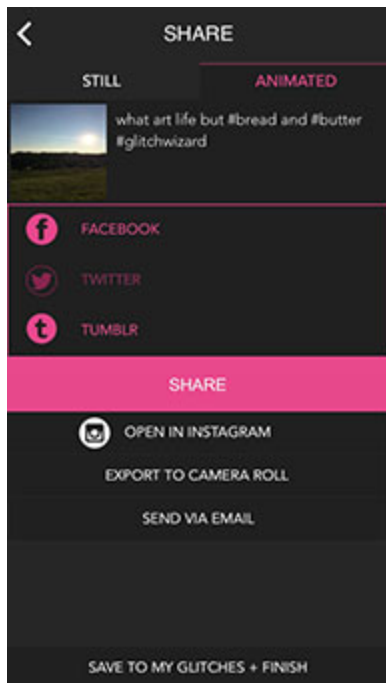 SHARE
STILL
ANIMATED
what art life but #bread and #butter
#glitchwizard
FACEBOOK
TWITTER
TUMBLR
SHARE
OPEN IN INSTAGRAM
EXPORT TO CAMERA ROLL
SEND VIA EMAIL
SAVE TO MY GLITCHES + FINISH